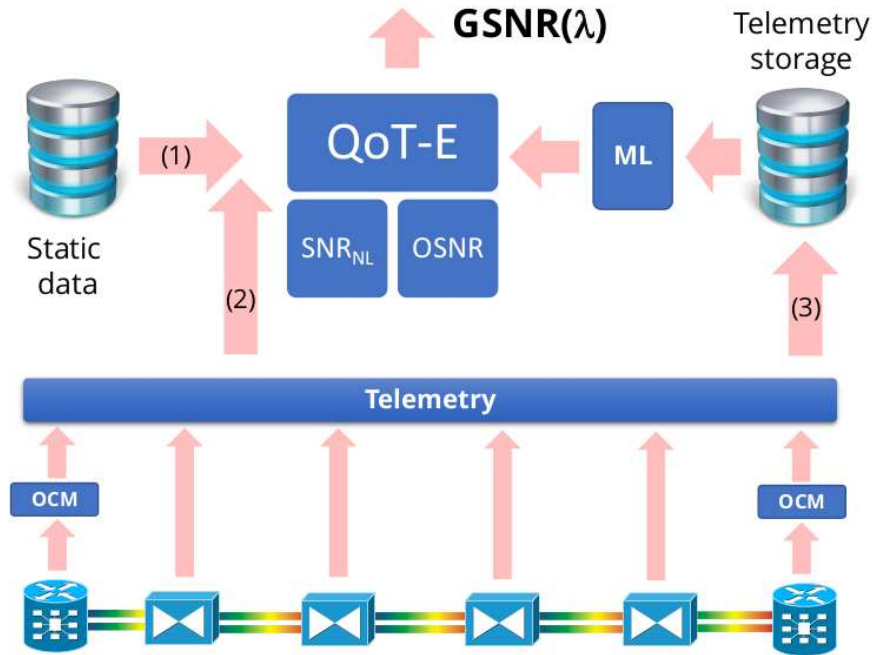 GSNR(λ)
Telemetry
storage
(1)
QoT-E
ML
Static
data
SNR_NL
OSNR
(2)
(3)
Telemetry
OCM
OCM